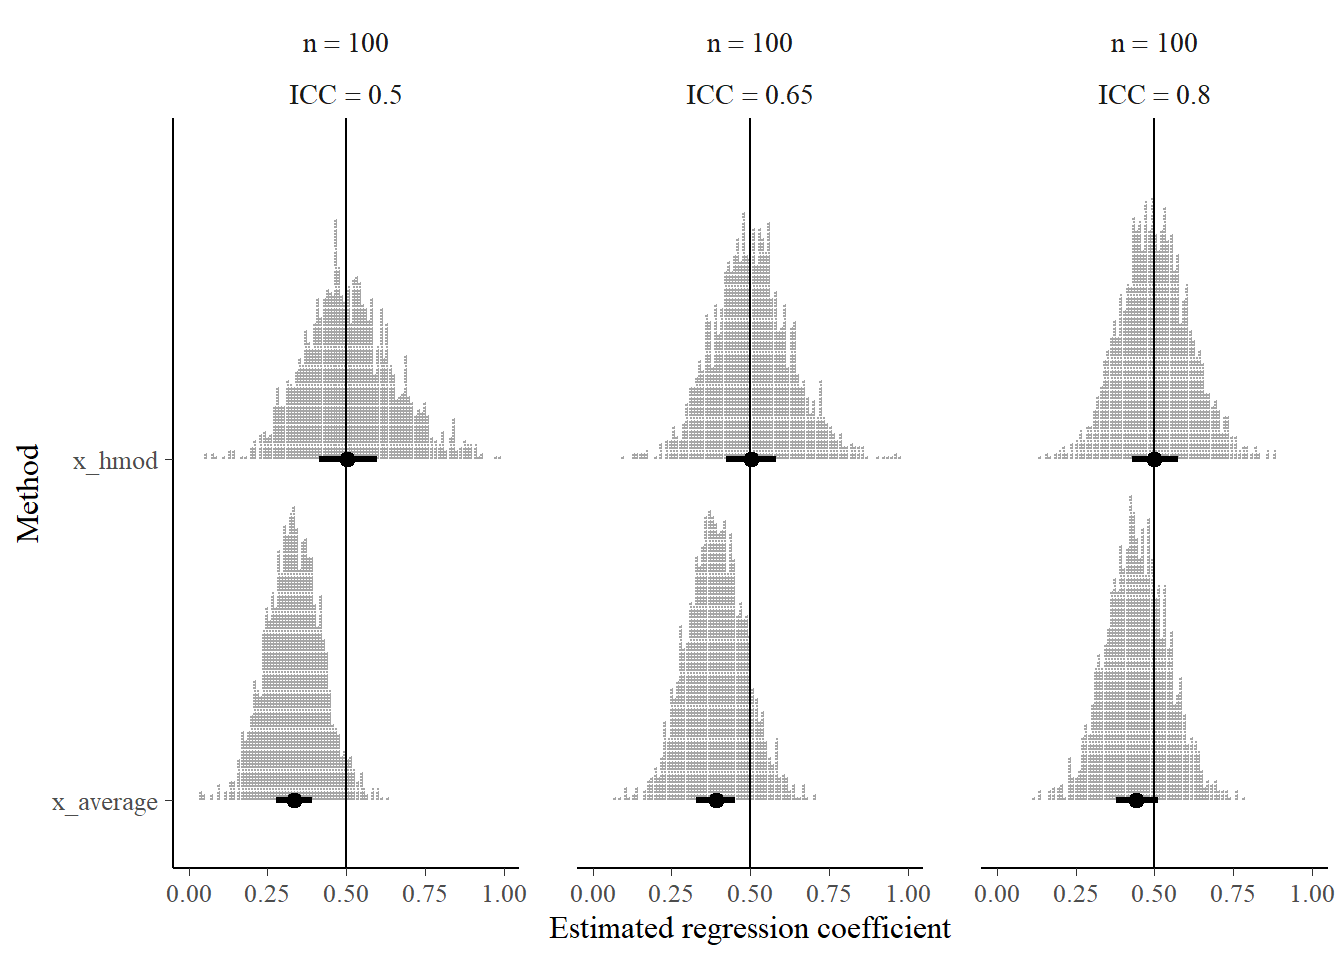 n = 100
n = 100
n = 100
ICC = 0.5
ICC = 0.65
ICC = 0.8
Method
x_hmod
x_average
0.00 0.25 0.50 0.75 1.00
0.00 0.25 0.50 0.75 1.00
0.00 0.25 0.50 0.75 1.00
Estimated regression coefficient